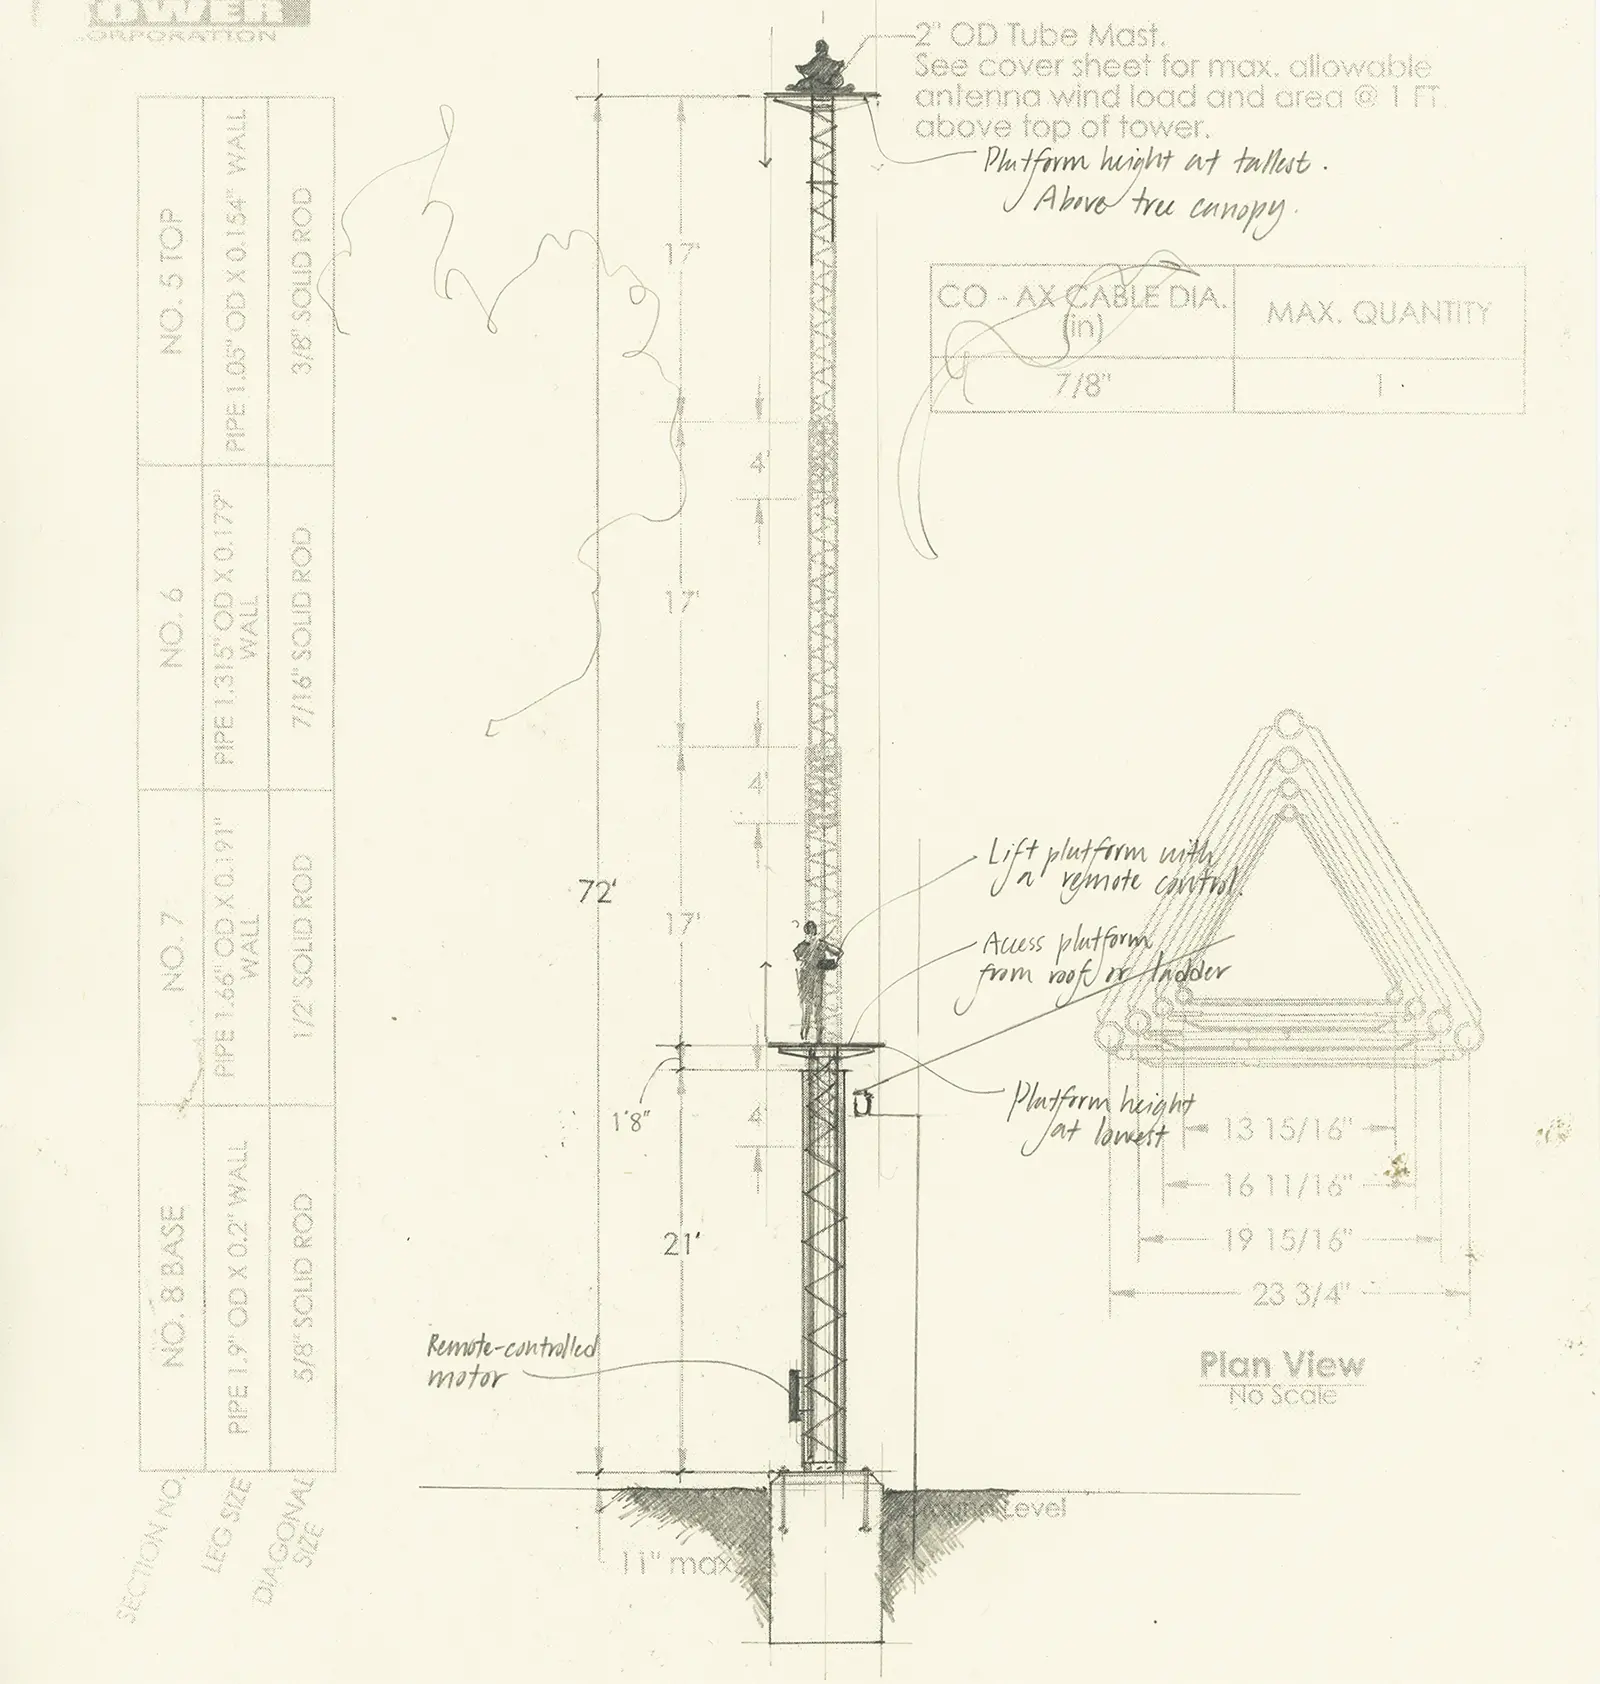 OWER
CORPORATION
2" OD Tube Mast.
See cover sheet for max. allowable
antenna wind load and area @ 1 FT.
above top of tower.
Platform height at tallest.
Above tree canopy.
CO - AX CABLE DIA.
(in)
MAX. QUANTITY
7/8"
1
NO. 5 TOP
PIPE 1.05" OD X 0.154" WALL
3/8" SOLID ROD
NO. 6
PIPE 1.315" OD X 0.179"
WALL
7/16" SOLID ROD
NO. 7
PIPE 1.66" OD X 0.191"
WALL
1/2" SOLID ROD
NO. 8 BASE
PIPE 1.9" OD X 0.2" WALL
5/8" SOLID ROD
SECTION NO.
LEG SIZE
DIAGONAL
SIZE
17'
4'
17'
4'
72'
17'
1'8"
4'
21'
Lift platform with
a remote control.
Access platform
from roof or ladder
Platform height
at lowest
13 15/16"
16 11/16"
19 15/16"
23 3/4"
Plan View
No Scale
Remote-controlled
motor
Level
11" max